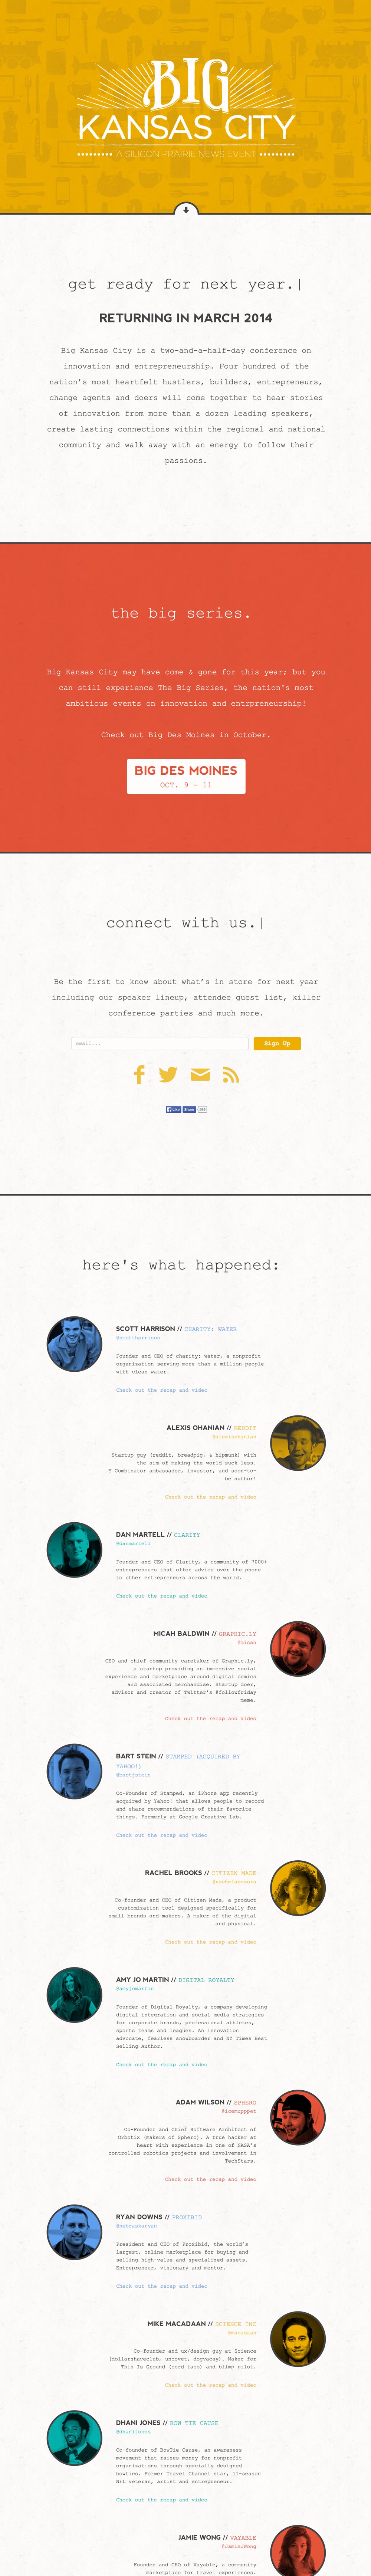 BIG
KANSAS CITY
A SILICON PRAIRIE NEWS EVENT
get ready for next year.|
RETURNING IN MARCH 2014
Big Kansas City is a two-and-a-half-day conference on
innovation and entrepreneurship. Four hundred of the
nation's most heartfelt hustlers, builders, entrepreneurs,
change agents and doers will come together to hear stories
of innovation from more than a dozen leading speakers,
create lasting connections within the regional and national
community and walk away with an energy to follow their
passions.
the big series.
Big Kansas City may have come & gone for this year; but you
can still experience The Big Series, the nation's most
ambitious events on innovation and entrpreneurship!
Check out Big Des Moines in October.
BIG DES MOINES
OCT. 9 - 11
connect with us.|
Be the first to know about what's in store for next year
including our speaker lineup, attendee guest list, killer
conference parties and much more.
email...
Sign Up
Like Share
here's what happened:
SCOTT HARRISON // CHARITY: WATER
@scottharrison
Founder and CEO of charity: water, a nonprofit
organization serving more than a million people
with clean water.
Check out the recap and video
ALEXIS OHANIAN // REDDIT
@alexisohanian
Startup guy (reddit, breadpig, & hipmunk) with
the aim of making the world suck less.
Y Combinator ambassador, investor, and soon-to-
be author!
Check out the recap and video
DAN MARTELL // CLARITY
@danmartell
Founder and CEO of Clarity, a community of 7000+
entrepreneurs that offer advice over the phone
to other entrepreneurs across the world.
Check out the recap and video
MICAH BALDWIN // GRAPHIC.LY
@micah
CEO and chief community caretaker of Graphic.ly,
a startup providing an immersive social
experience and marketplace around digital comics
and associated merchandise. Startup doer,
advisor and creator of Twitter's #followfriday
meme.
Check out the recap and video
BART STEIN // STAMPED (ACQUIRED BY
YAHOO!)
@bartjstein
Co-Founder of Stamped, an iPhone app recently
acquired by Yahoo! that allows people to record
and share recommendations of their favorite
things. Formerly at Google Creative Lab.
Check out the recap and video
RACHEL BROOKS // CITIZEN MADE
@rachelabrooks
Co-founder and CEO of Citizen Made, a product
customization tool designed specifically for
small brands and makers. A maker of the digital
and physical.
Check out the recap and video
AMY JO MARTIN // DIGITAL ROYALTY
@amyjomartin
Founder of Digital Royalty, a company developing
digital integration and social media strategies
for corporate brands, professional athletes,
sports teams and leagues. An innovation
advocate, fearless snowboarder and NY Times Best
Selling Author.
Check out the recap and video
ADAM WILSON // SPHERO
@icemupppet
Co-Founder and Chief Software Architect of
Orbotix (makers of Sphero). A true hacker at
heart with experience in one of NASA's
controlled robotics projects and involvement in
TechStars.
Check out the recap and video
RYAN DOWNS // PROXIBID
@nebraskaryan
President and CEO of Proxibid, the world's
largest, online marketplace for buying and
selling high-value and specialized assets.
Entrepreneur, visionary and mentor.
Check out the recap and video
MIKE MACADAAN // SCIENCE INC
@macadaan
Co-founder and ux/design guy at Science
(dollarshaveclub, uncovet, dogvacay). Maker for
This Is Ground (cord taco) and blimp pilot.
Check out the recap and video
DHANI JONES // BOW TIE CAUSE
@dhanijones
Co-founder of BowTie Cause, an awareness
movement that raises money for nonprofit
organizations through specially designed
bowties. Former Travel Channel star, 11-season
NFL veteran, artist and entrepreneur.
Check out the recap and video
JAMIE WONG // VAYABLE
@JamieJWong
Founder and CEO of Vayable, a community
marketplace for travel experiences.